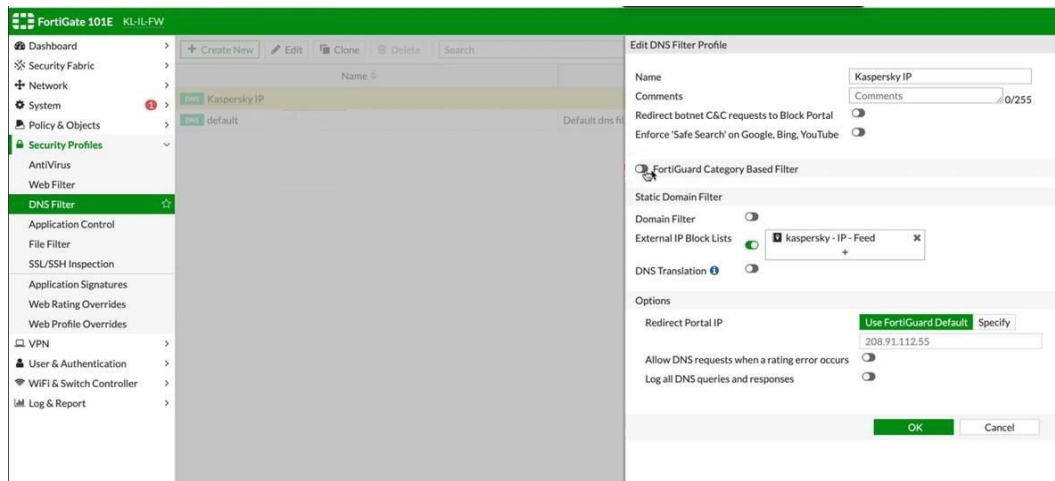 FortiGate 101E KL-IL-FW
Dashboard
Security Fabric
Network
System 1
Policy & Objects
Security Profiles
AntiVirus
Web Filter
DNS Filter
Application Control
File Filter
SSL/SSH Inspection
Application Signatures
Web Rating Overrides
Web Profile Overrides
VPN
User & Authentication
WiFi & Switch Controller
Log & Report
+ Create New Edit Clone Delete Search
Name
DNS Kaspersky IP
DNS default Default dns fil
Edit DNS Filter Profile
Name Kaspersky IP
Comments Comments 0/255
Redirect botnet C&C requests to Block Portal
Enforce 'Safe Search' on Google, Bing, YouTube
FortiGuard Category Based Filter
Static Domain Filter
Domain Filter
External IP Block Lists kaspersky - IP - Feed
+
DNS Translation
Options
Redirect Portal IP Use FortiGuard Default Specify
208.91.112.55
Allow DNS requests when a rating error occurs
Log all DNS queries and responses
OK Cancel